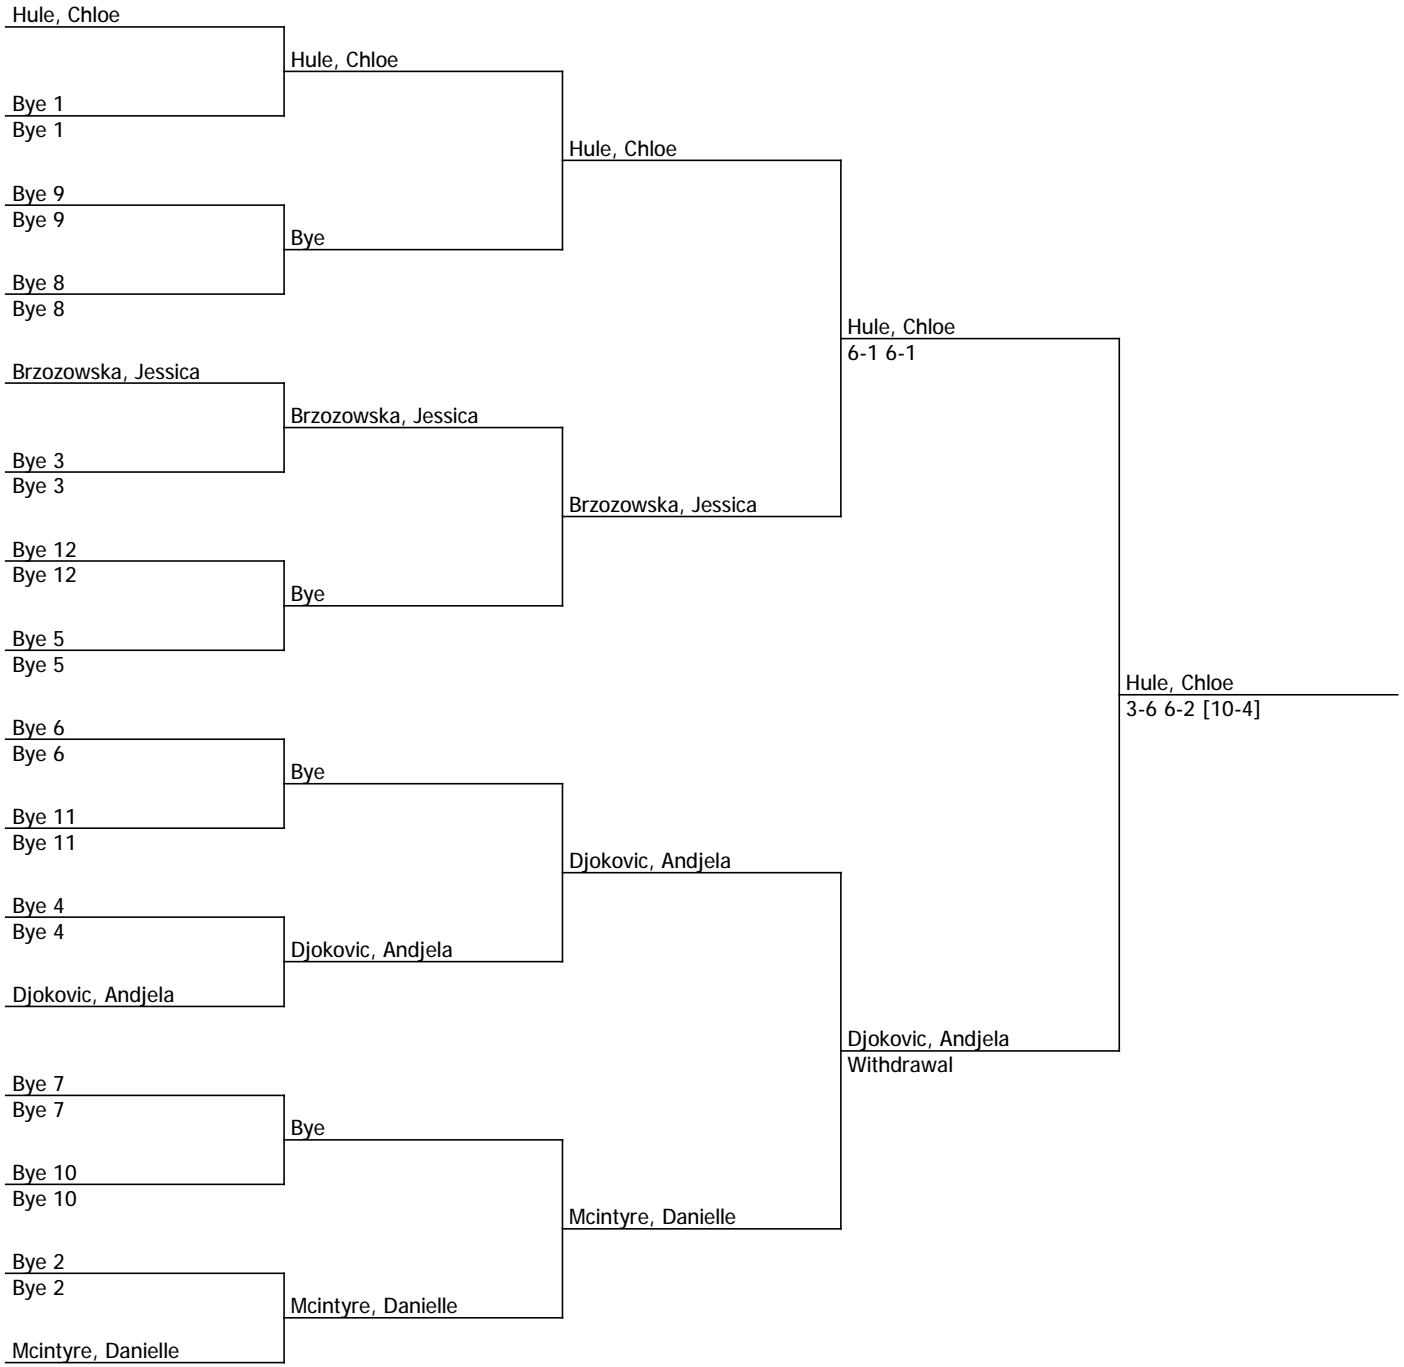 Hule, Chloe
Hule, Chloe
Bye 1
Bye 1
Hule, Chloe
Bye 9
Bye 9
Bye
Bye 8
Bye 8
Hule, Chloe
6-1 6-1
Brzozowska, Jessica
Brzozowska, Jessica
Bye 3
Bye 3
Brzozowska, Jessica
Bye 12
Bye 12
Bye
Bye 5
Bye 5
Hule, Chloe
3-6 6-2 [10-4]
Bye 6
Bye 6
Bye
Bye 11
Bye 11
Djokovic, Andjela
Bye 4
Bye 4
Djokovic, Andjela
Djokovic, Andjela
Djokovic, Andjela
Withdrawal
Bye 7
Bye 7
Bye
Bye 10
Bye 10
Mcintyre, Danielle
Bye 2
Bye 2
Mcintyre, Danielle
Mcintyre, Danielle